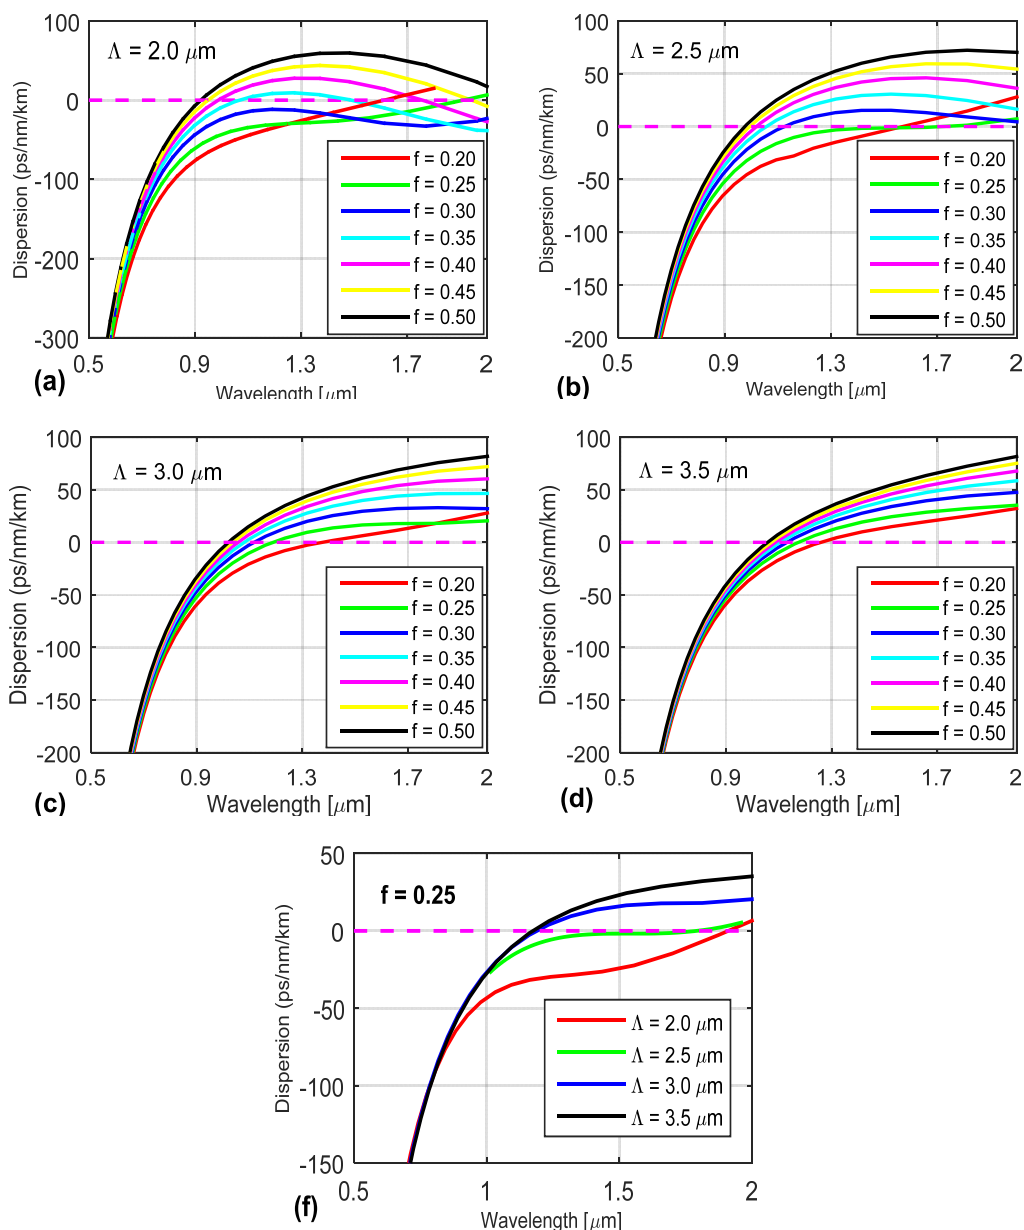 Λ = 2.0 μm
Dispersion (ps/nm/km)
100
0
-100
-200
-300
f = 0.20
f = 0.25
f = 0.30
f = 0.35
f = 0.40
f = 0.45
f = 0.50
0.5 0.9 1.3 1.7 2
Wavelength [μm]
(a)
Λ = 2.5 μm
Dispersion (ps/nm/km)
100
50
0
-50
-100
-150
-200
f = 0.20
f = 0.25
f = 0.30
f = 0.35
f = 0.40
f = 0.45
f = 0.50
0.5 0.9 1.3 1.7 2
Wavelength [μm]
(b)
Λ = 3.0 μm
Dispersion (ps/nm/km)
100
50
0
-50
-100
-150
-200
f = 0.20
f = 0.25
f = 0.30
f = 0.35
f = 0.40
f = 0.45
f = 0.50
0.5 0.9 1.3 1.7 2
Wavelength [μm]
(c)
Λ = 3.5 μm
Dispersion (ps/nm/km)
100
50
0
-50
-100
-150
-200
f = 0.20
f = 0.25
f = 0.30
f = 0.35
f = 0.40
f = 0.45
f = 0.50
0.5 0.9 1.3 1.7 2
Wavelength [μm]
(d)
f = 0.25
Dispersion (ps/nm/km)
50
0
-50
-100
-150
Λ = 2.0 μm
Λ = 2.5 μm
Λ = 3.0 μm
Λ = 3.5 μm
0.5 1 1.5 2
Wavelength [μm]
(f)